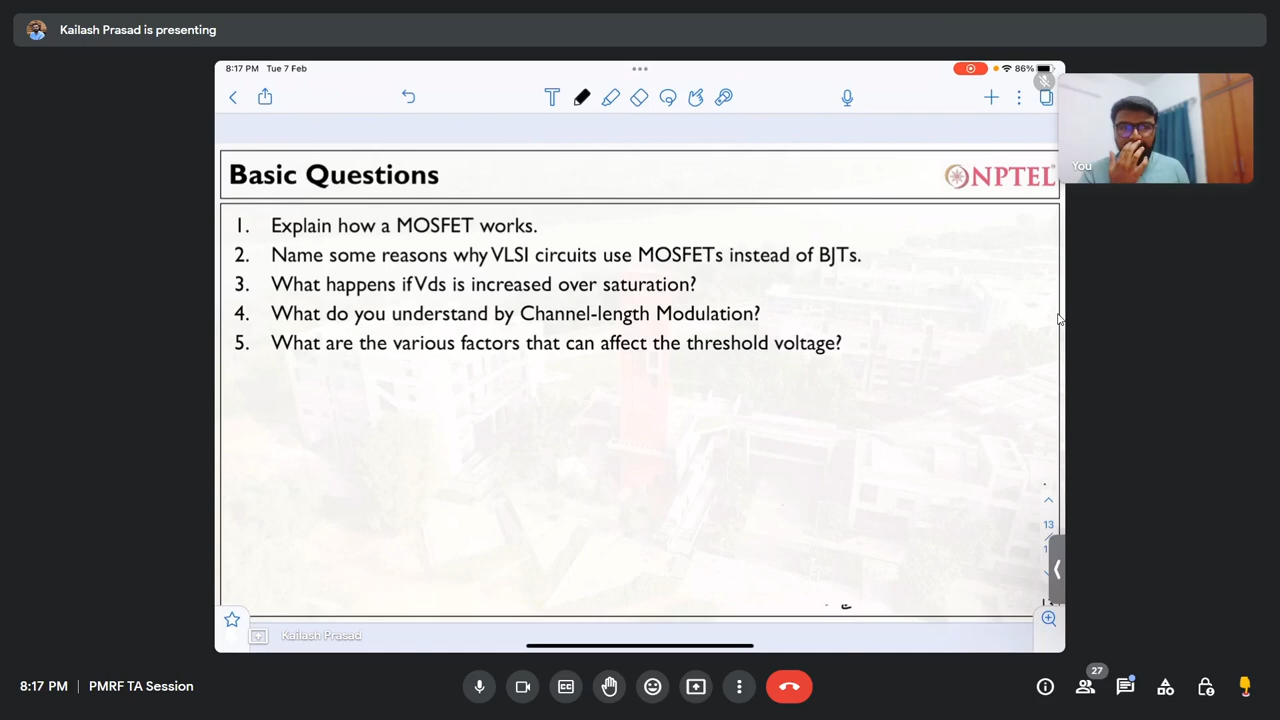 Kailash Prasad is presenting
8:17 PM Tue 7 Feb
86%
Basic Questions
NPTEL
You
1. Explain how a MOSFET works.
2. Name some reasons why VLSI circuits use MOSFETs instead of BJTs.
3. What happens if Vds is increased over saturation?
4. What do you understand by Channel-length Modulation?
5. What are the various factors that can affect the threshold voltage?
13
Kailash Prasad
8:17 PM | PMRF TA Session
27